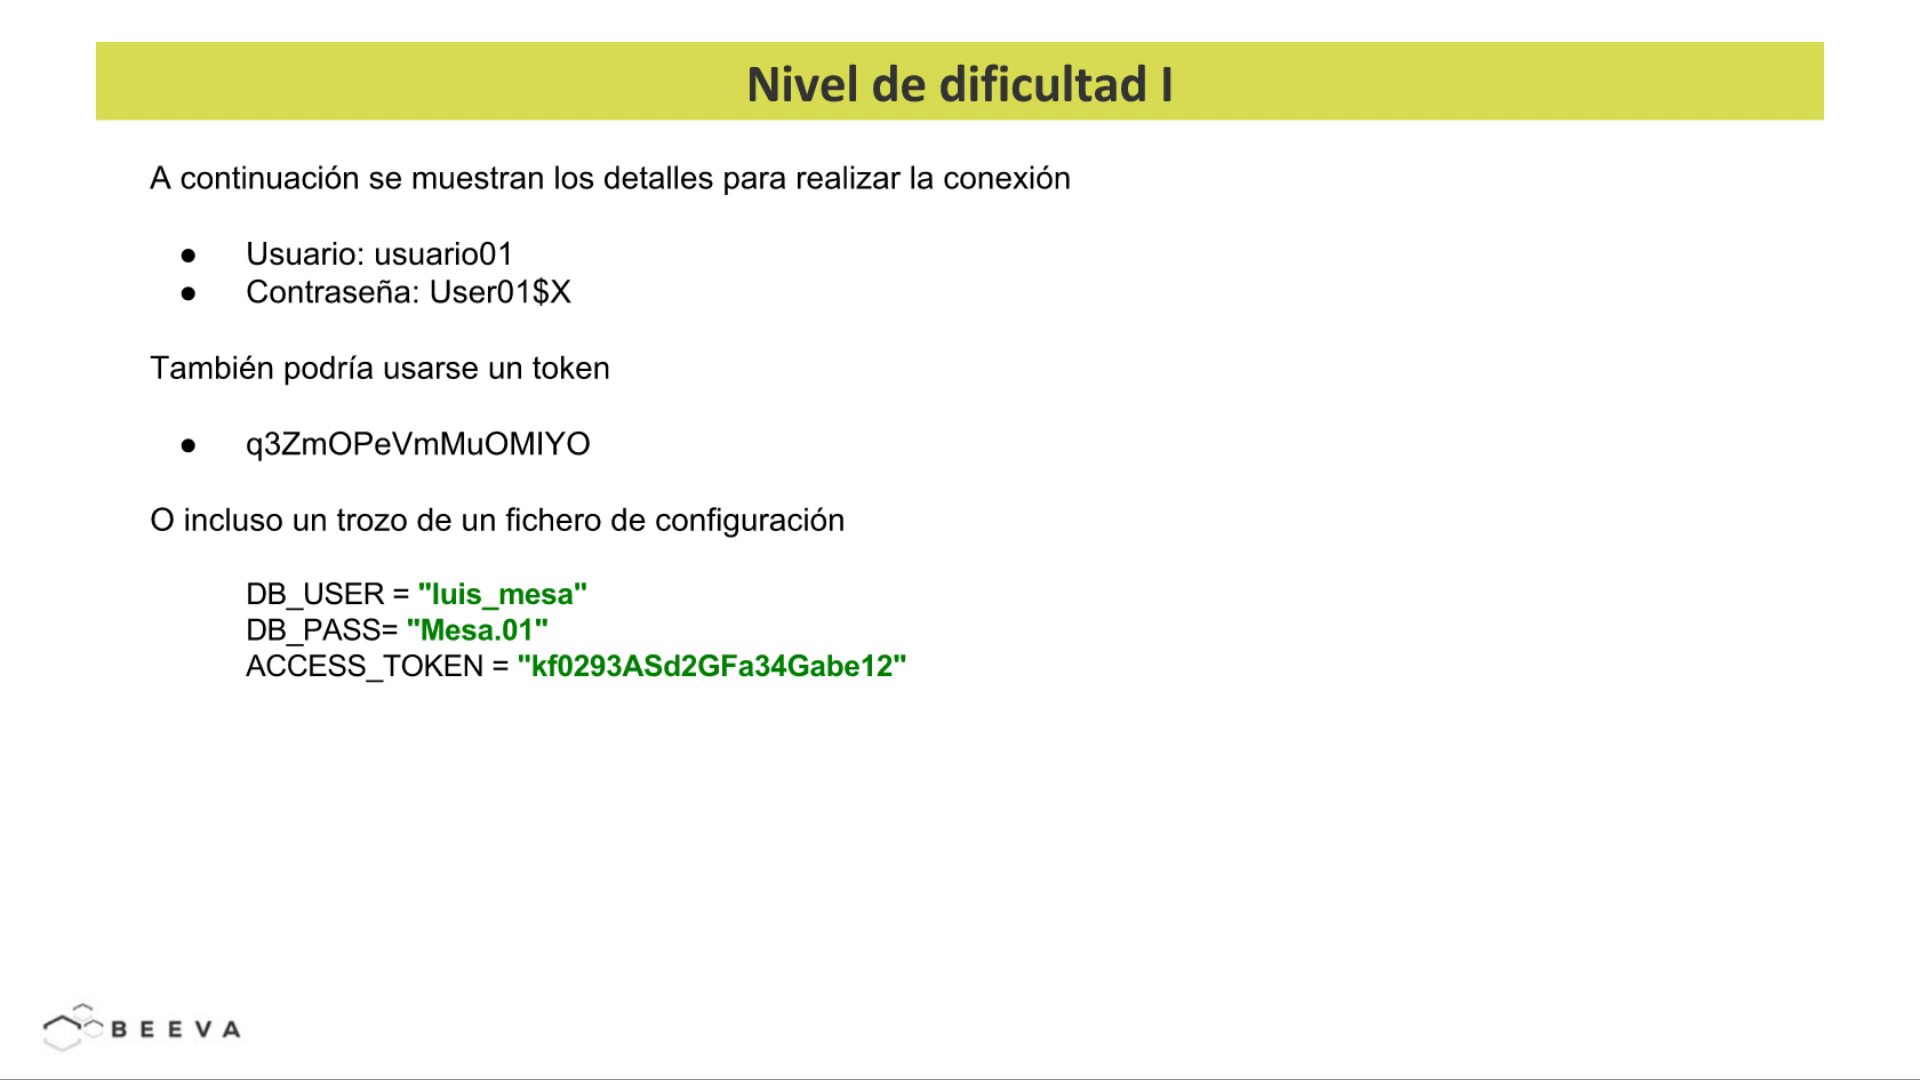 Nivel de dificultad I
A continuación se muestran los detalles para realizar la conexión
● Usuario: usuario01
● Contraseña: User01$X
También podría usarse un token
● q3ZmOPeVmMuOMIYO
O incluso un trozo de un fichero de configuración
DB_USER = "luis_mesa"
DB_PASS= "Mesa.01"
ACCESS_TOKEN = "kf0293ASd2GFa34Gabe12"
BEEVA